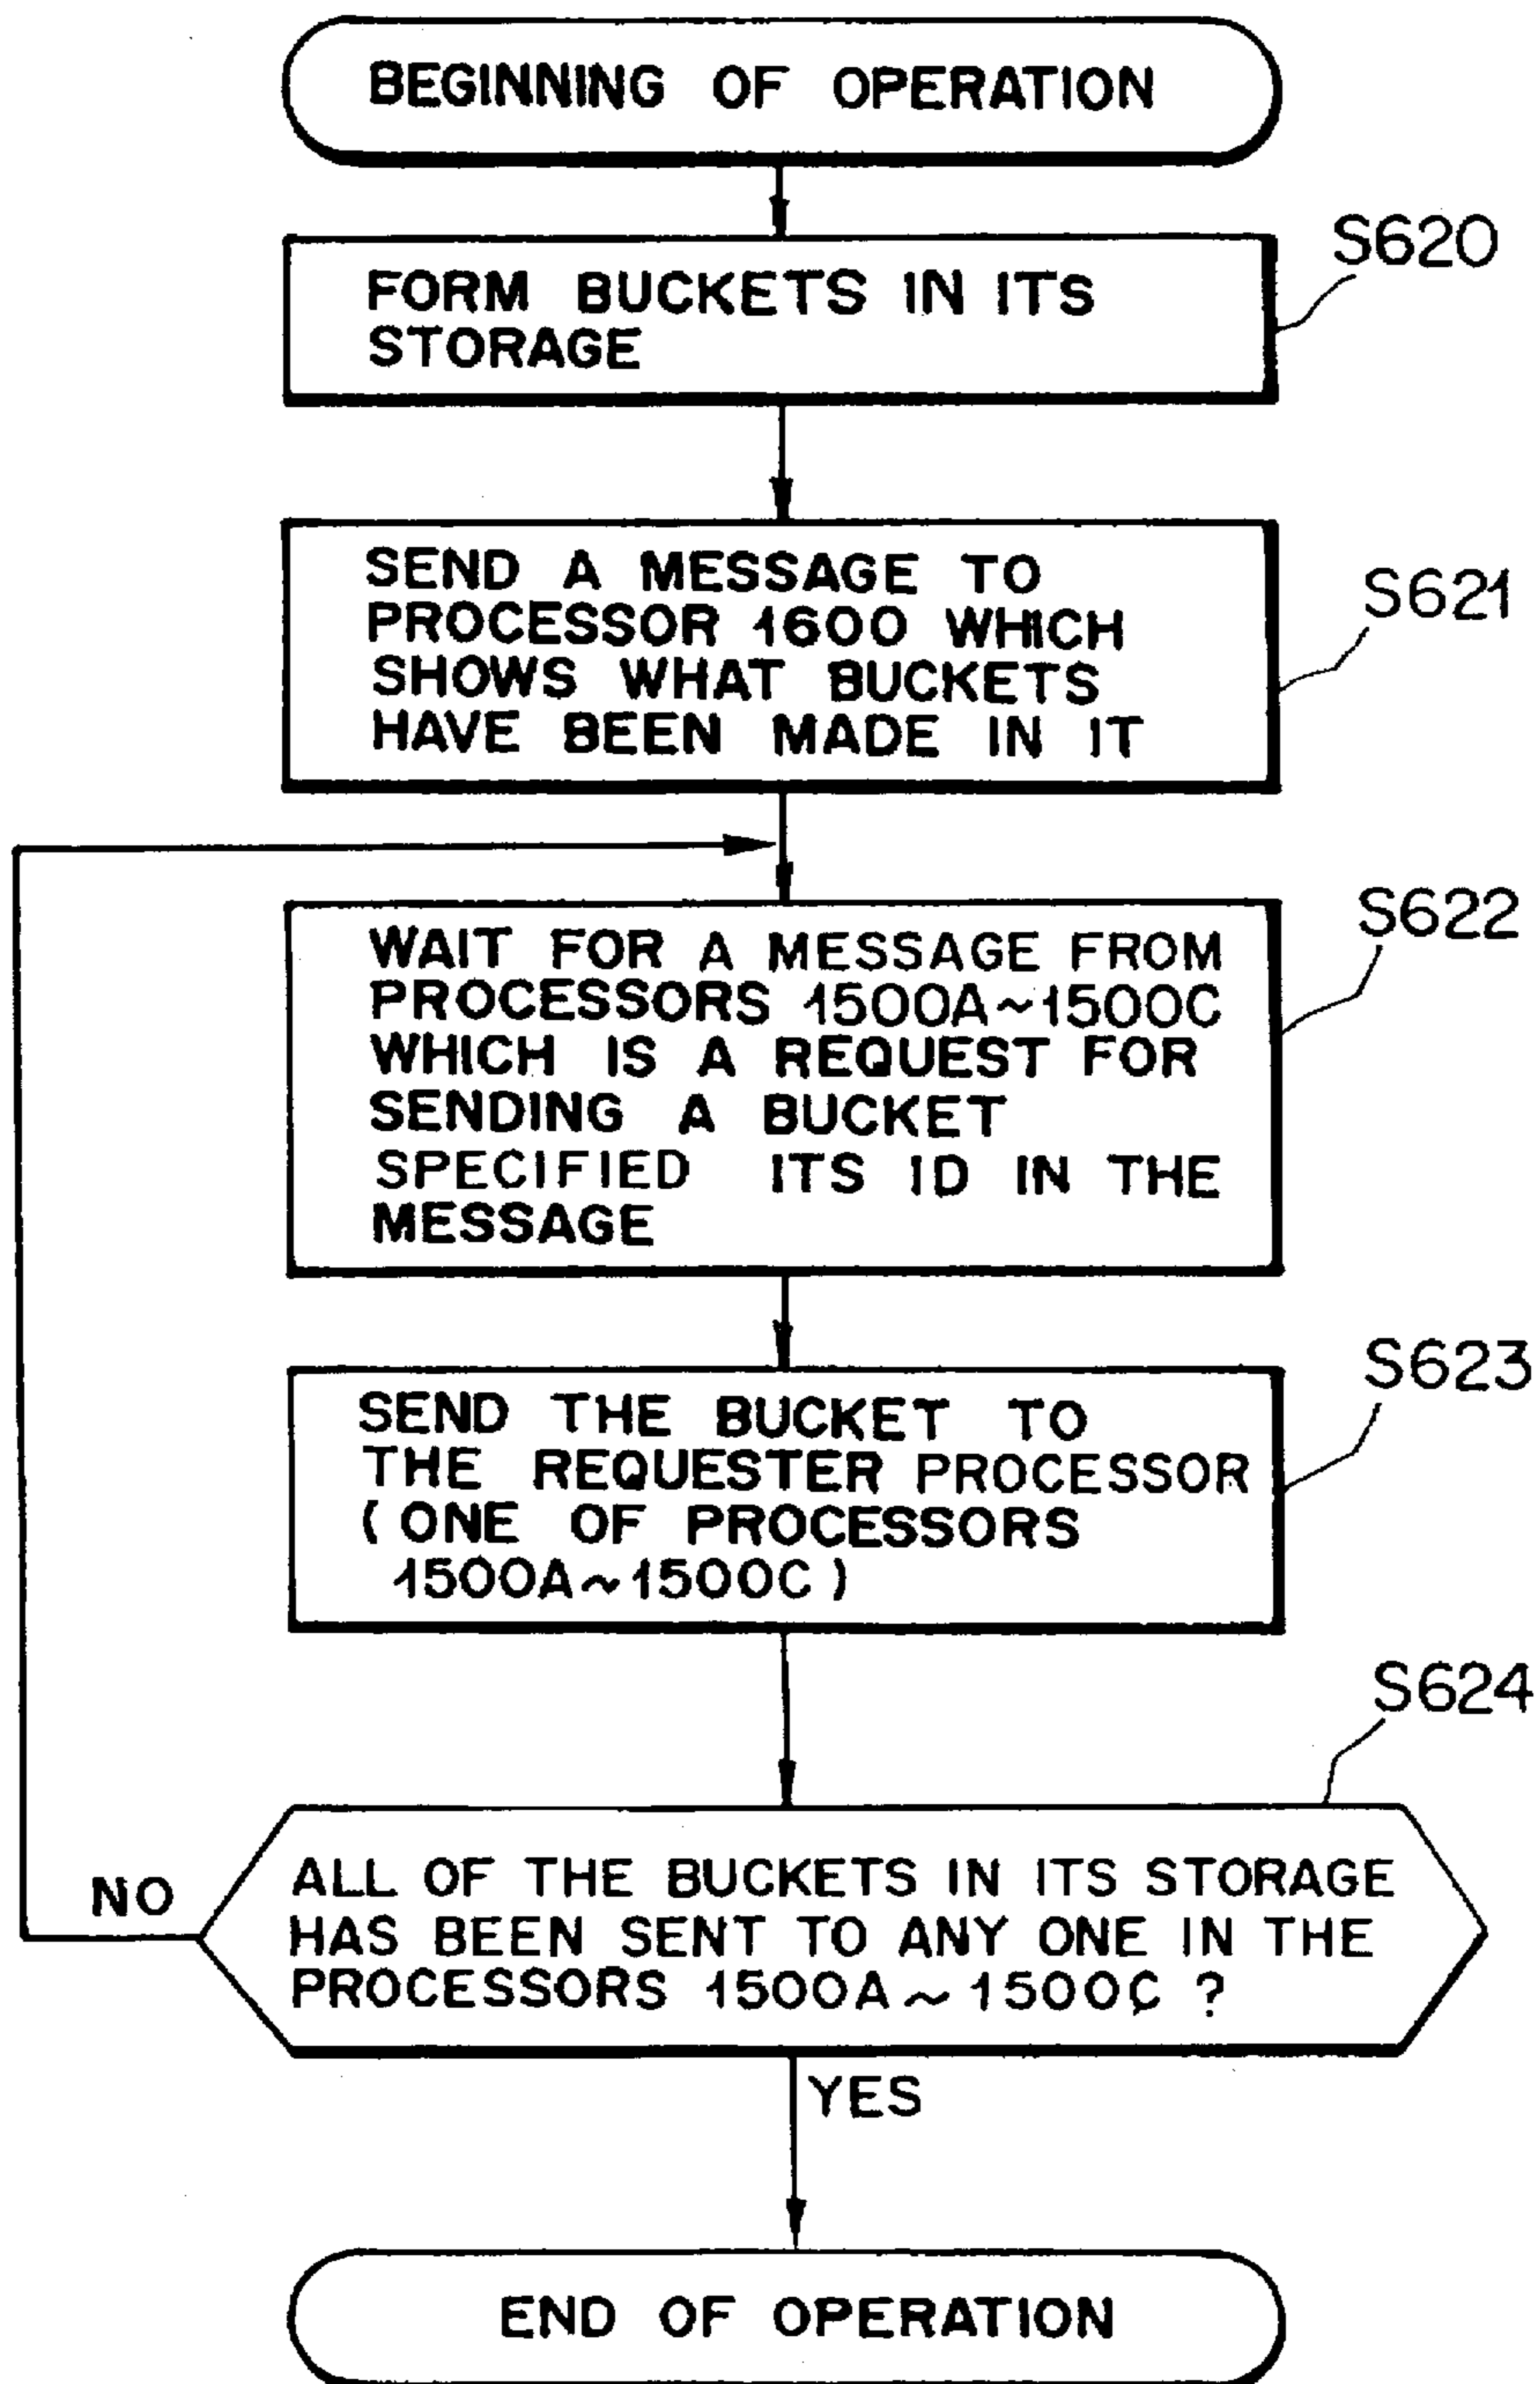 BEGINNING OF OPERATION
S620
FORM BUCKETS IN ITS
STORAGE
S621
SEND A MESSAGE TO
PROCESSOR 1600 WHICH
SHOWS WHAT BUCKETS
HAVE BEEN MADE IN IT
S622
WAIT FOR A MESSAGE FROM
PROCESSORS 1500A~1500C
WHICH IS A REQUEST FOR
SENDING A BUCKET
SPECIFIED ITS ID IN THE
MESSAGE
S623
SEND THE BUCKET TO
THE REQUESTER PROCESSOR
(ONE OF PROCESSORS
1500A~1500C)
S624
ALL OF THE BUCKETS IN ITS STORAGE
HAS BEEN SENT TO ANY ONE IN THE
PROCESSORS 1500A~1500C ?
NO
YES
END OF OPERATION